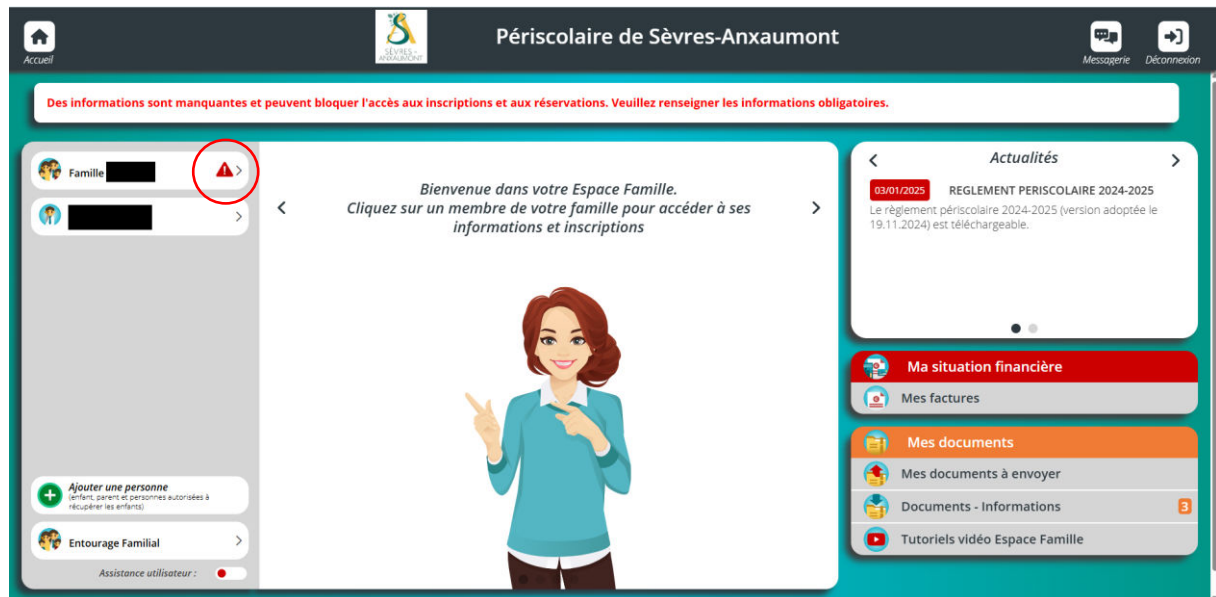 Accueil
SÈVRES -
ANXAUMONT
Périscolaire de Sèvres-Anxaumont
Messagerie
Déconnexion
Des informations sont manquantes et peuvent bloquer l'accès aux inscriptions et aux réservations. Veuillez renseigner les informations obligatoires.
Famille
Bienvenue dans votre Espace Famille.
Cliquez sur un membre de votre famille pour accéder à ses
informations et inscriptions
Ajouter une personne
(enfant, parent et personnes autorisées à
récupérer les enfants)
Entourage Familial
Assistance utilisateur :
Actualités
03/01/2025 REGLEMENT PERISCOLAIRE 2024-2025
Le règlement périscolaire 2024-2025 (version adoptée le
19.11.2024) est téléchargeable.
Ma situation financière
Mes factures
Mes documents
Mes documents à envoyer
Documents - Informations 3
Tutoriels vidéo Espace Famille